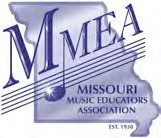 MMEA
MISSOURI
MUSIC EDUCATORS
ASSOCIATION
EST. 1938